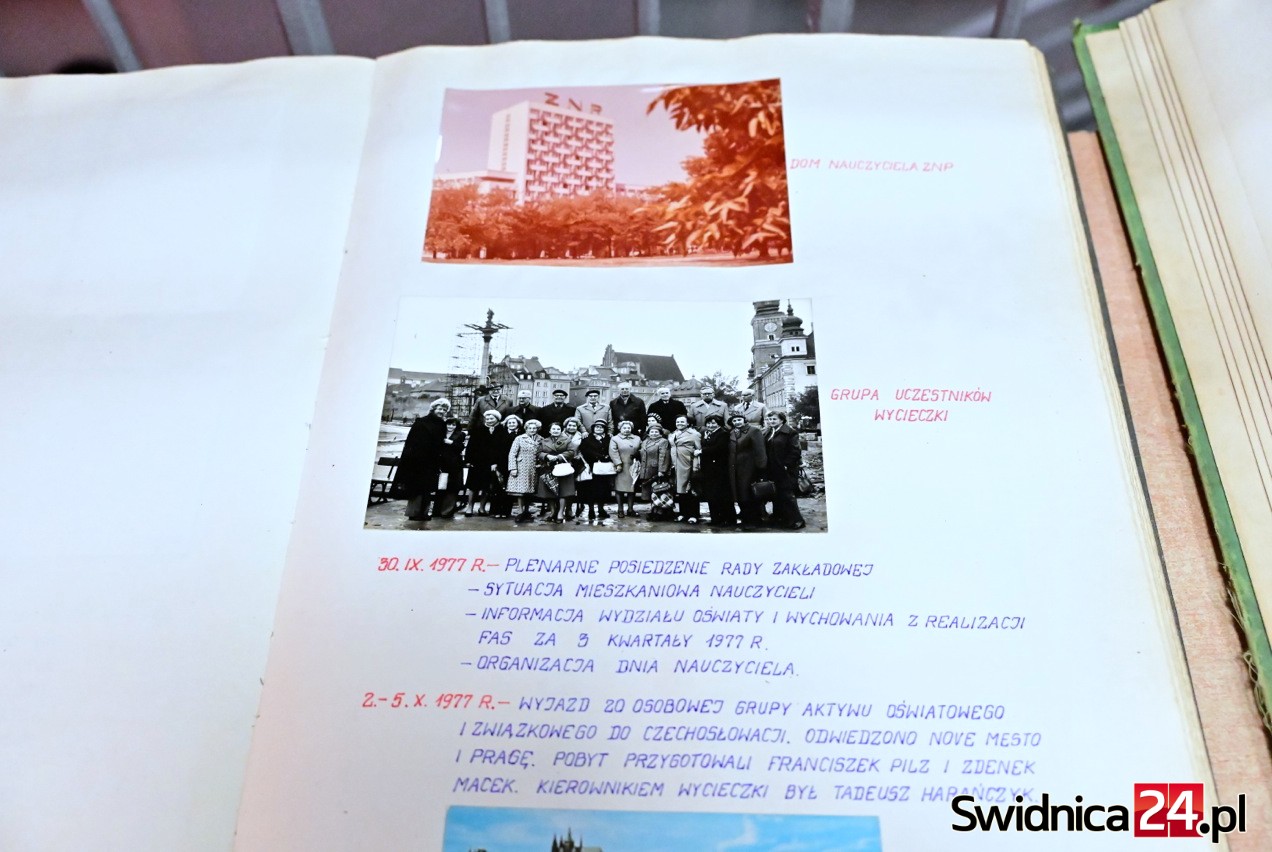 ZNP
DOM NAUCZYCIELA ZNP
GRUPA UCZESTNIKÓW
WYCIECZKI
30. IX. 1977 R. – PLENARNE POSIEDZENIE RADY ZAKŁADOWEJ
– SYTUACJA MIESZKANIOWA NAUCZYCIELI
– INFORMACJA WYDZIAŁU OŚWIATY I WYCHOWANIA Z REALIZACJI
FAS ZA 3 KWARTAŁY 1977 R.
– ORGANIZACJA DNIA NAUCZYCIELA.
2.– 5. X. 1977 R. – WYJAZD 20 OSOBOWEJ GRUPY AKTYWU OŚWIATOWEGO
I ZWIĄZKOWEGO DO CZECHOSŁOWACJI. ODWIEDZONO NOVE MESTO
I PRAGĘ. POBYT PRZYGOTOWALI FRANCISZEK PILZ I ZDENEK
MACEK. KIEROWNIKIEM WYCIECZKI BYŁ TADEUSZ HARAŃCZYK.
Swidnica24.pl